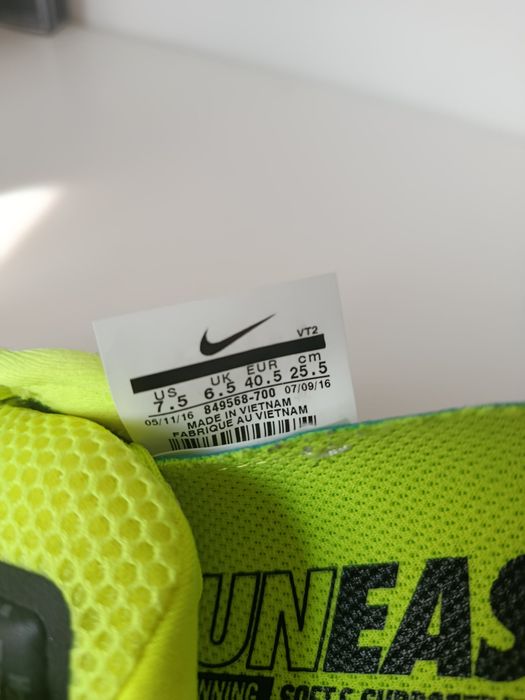 VT2
US UK EUR cm
7.5 6.5 40.5 25.5
05/11/16 849568-700 07/09/16
MADE IN VIETNAM
FABRIQUE AU VIETNAM
UNEAS
NNING